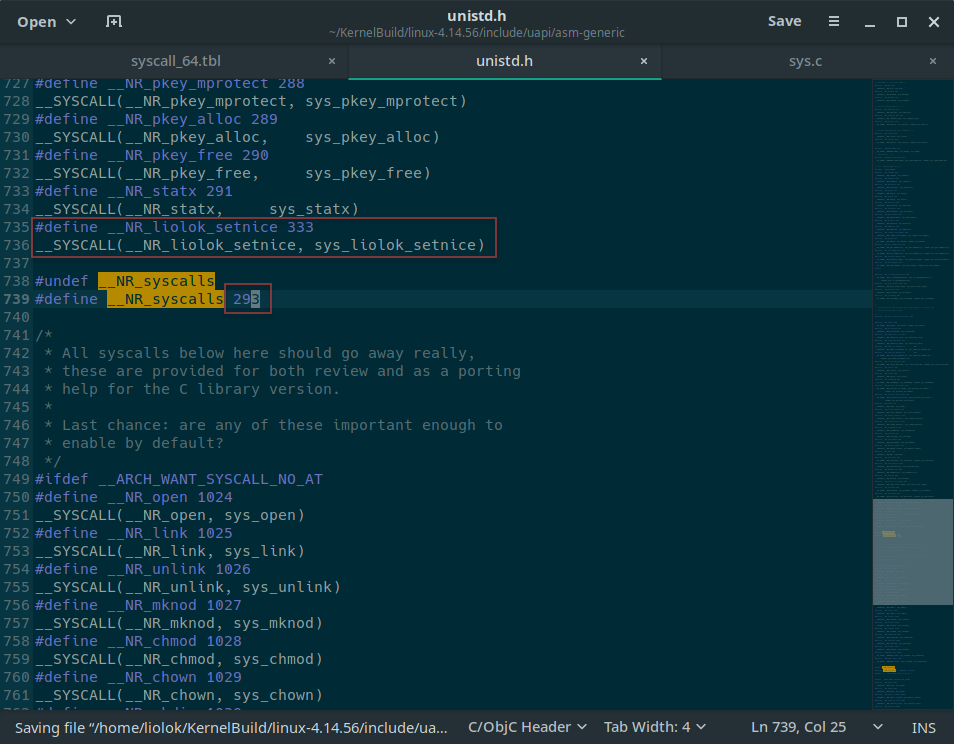 Open
unistd.h
~/KernelBuild/linux-4.14.56/include/uapi/asm-generic
Save
syscall_64.tbl ×
unistd.h ×
sys.c ×
727 #define __NR_pkey_mprotect 288
728 __SYSCALL(__NR_pkey_mprotect, sys_pkey_mprotect)
729 #define __NR_pkey_alloc 289
730 __SYSCALL(__NR_pkey_alloc,    sys_pkey_alloc)
731 #define __NR_pkey_free 290
732 __SYSCALL(__NR_pkey_free,     sys_pkey_free)
733 #define __NR_statx 291
734 __SYSCALL(__NR_statx,     sys_statx)
735 #define __NR_liolok_setnice 333
736 __SYSCALL(__NR_liolok_setnice, sys_liolok_setnice)
737
738 #undef __NR_syscalls
739 #define __NR_syscalls 293
740
741 /*
742  * All syscalls below here should go away really,
743  * these are provided for both review and as a porting
744  * help for the C library version.
745  *
746  * Last chance: are any of these important enough to
747  * enable by default?
748  */
749 #ifdef __ARCH_WANT_SYSCALL_NO_AT
750 #define __NR_open 1024
751 __SYSCALL(__NR_open, sys_open)
752 #define __NR_link 1025
753 __SYSCALL(__NR_link, sys_link)
754 #define __NR_unlink 1026
755 __SYSCALL(__NR_unlink, sys_unlink)
756 #define __NR_mknod 1027
757 __SYSCALL(__NR_mknod, sys_mknod)
758 #define __NR_chmod 1028
759 __SYSCALL(__NR_chmod, sys_chmod)
760 #define __NR_chown 1029
761 __SYSCALL(__NR_chown, sys_chown)
Saving file “/home/liolok/KernelBuild/linux-4.14.56/include/ua...
C/ObjC Header
Tab Width: 4
Ln 739, Col 25
INS